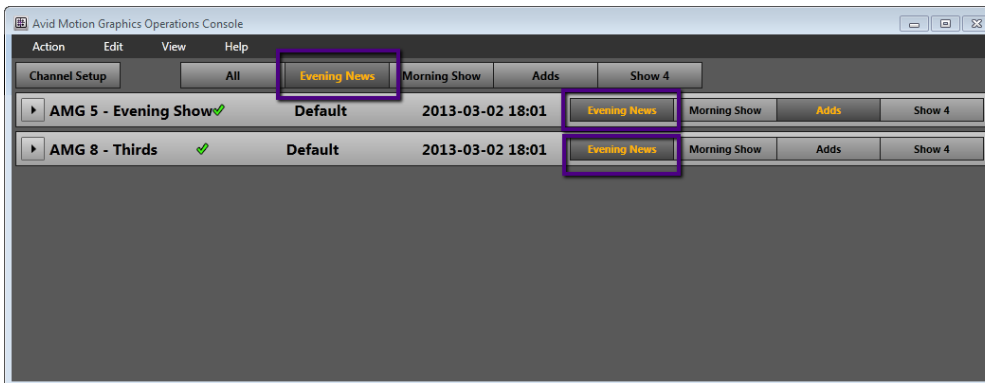 Avid Motion Graphics Operations Console
Action Edit View Help
Channel Setup All Evening News Morning Show Adds Show 4
AMG 5 - Evening Show Default 2013-03-02 18:01 Evening News Morning Show Adds Show 4
AMG 8 - Thirds Default 2013-03-02 18:01 Evening News Morning Show Adds Show 4